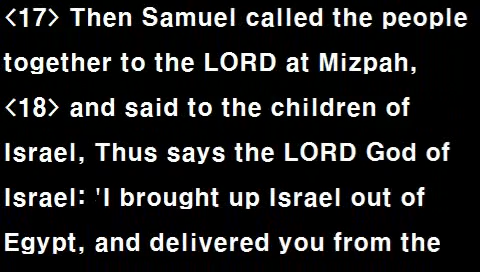 <17> Then Samuel called the people
together to the LORD at Mizpah,
<18> and said to the children of
Israel, Thus says the LORD God of
Israel: 'I brought up Israel out of
Egypt, and delivered you from the